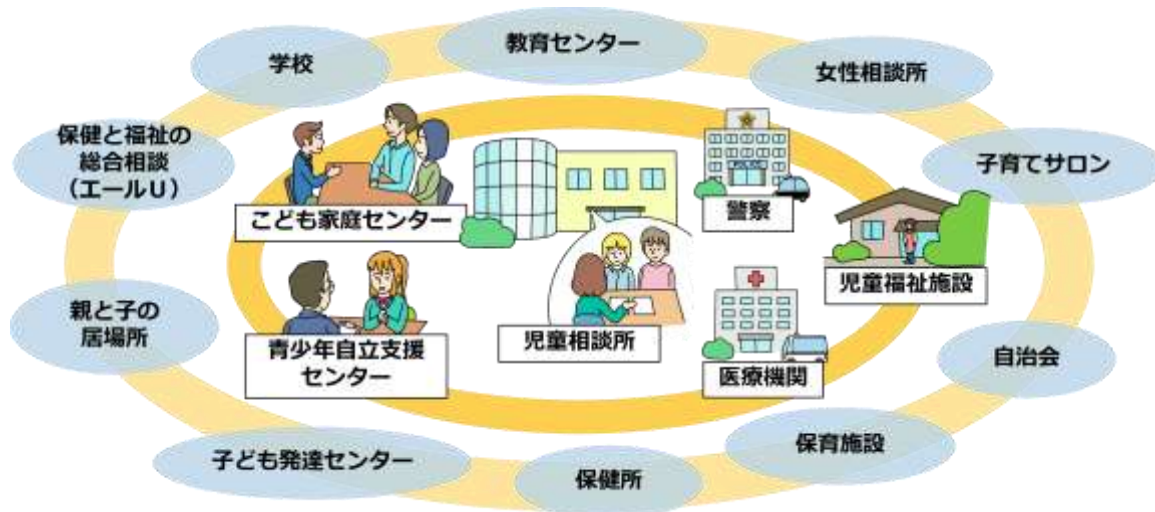 教育センター
学校
女性相談所
保健と福祉の
総合相談
(エールU)
子育てサロン
こども家庭センター
POLICE
警察
児童福祉施設
親と子の
居場所
青少年自立支援
センター
児童相談所
医療機関
自治会
保育施設
子ども発達センター
保健所